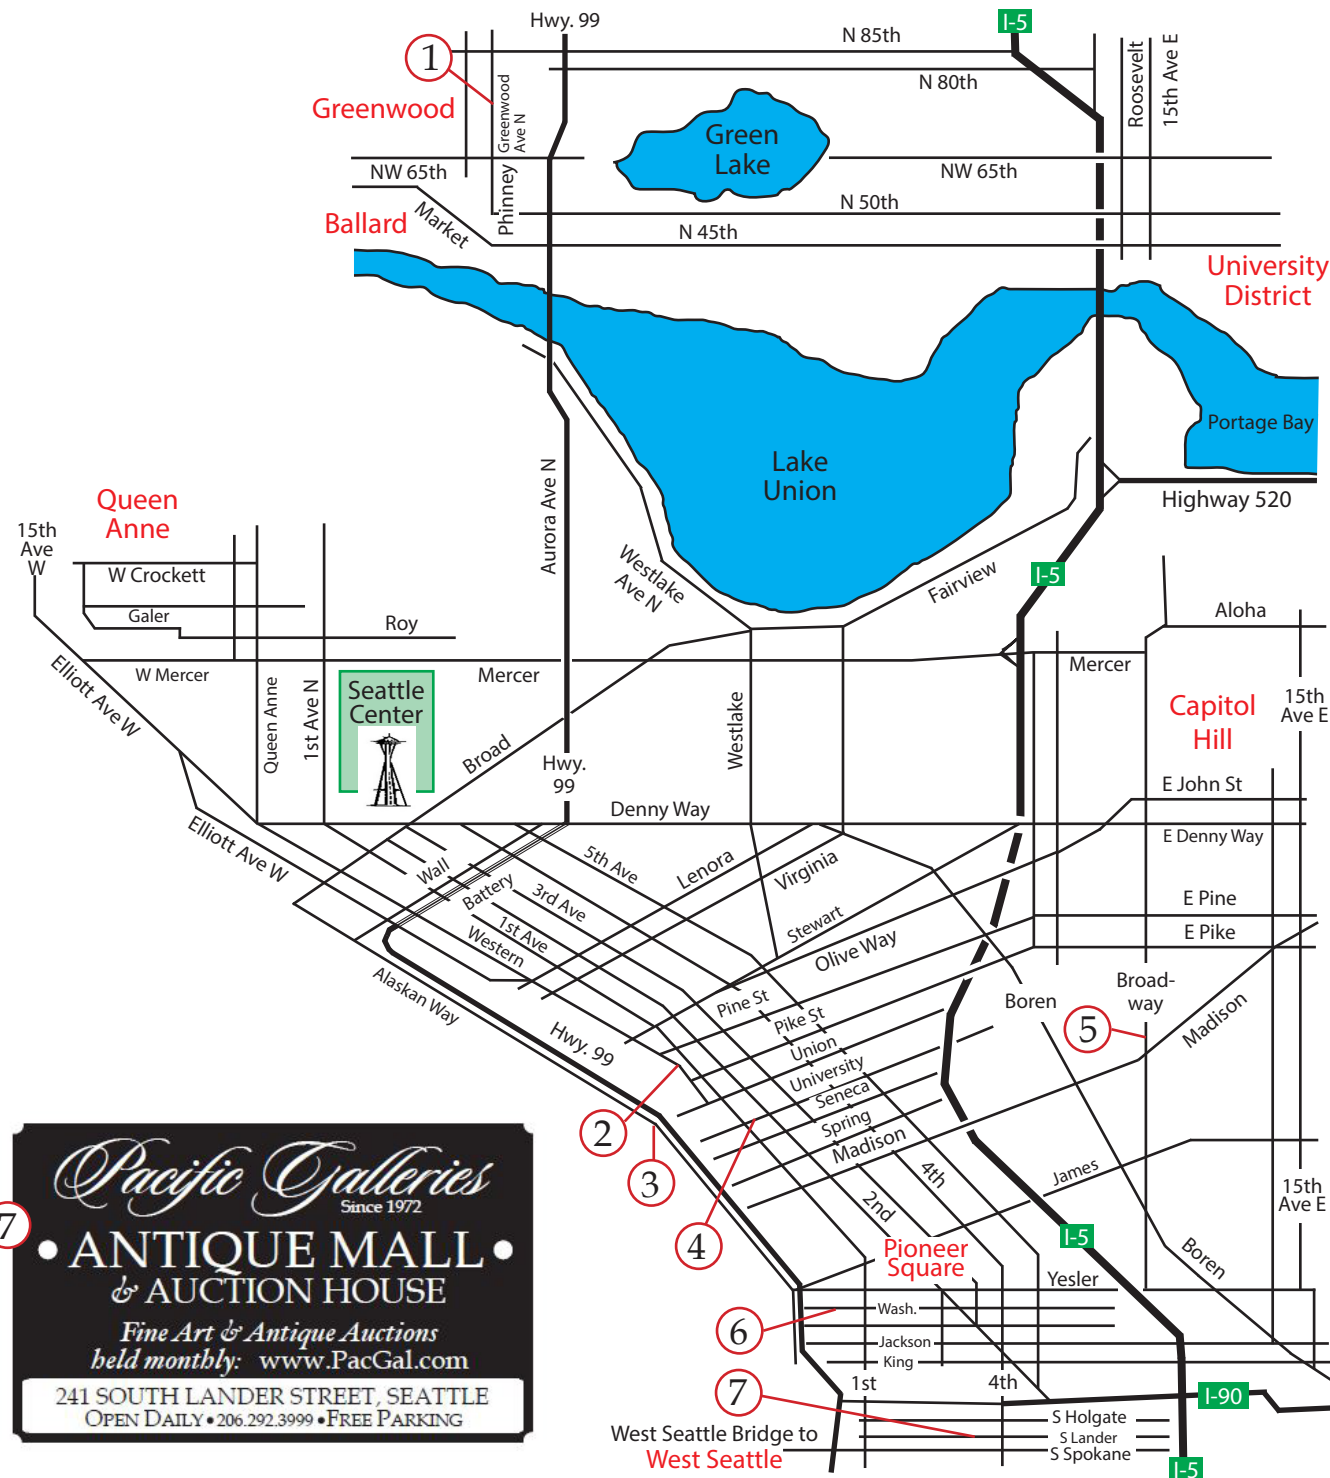 Hwy. 99
I-5
N 85th
1
N 80th
Greenwood
Greenwood
Ave N
Roosevelt
15th Ave E
Green
Lake
NW 65th
NW 65th
Phinney
N 50th
Market
Ballard
N 45th
University
District
Portage Bay
Lake
Union
Aurora Ave N
Highway 520
Queen
Anne
15th
Ave
W
W Crockett
Galer
Roy
Westlake
Ave N
Fairview
I-5
Aloha
Elliott Ave W
W Mercer
Mercer
Mercer
Queen Anne
1st Ave N
Seattle
Center
Broad
Hwy.
99
Westlake
Capitol
Hill
15th
Ave E
E John St
Denny Way
E Denny Way
Elliott Ave W
Wall
Battery
5th Ave
3rd Ave
1st Ave
Western
Lenora
Virginia
Stewart
Olive Way
E Pine
E Pike
Alaskan Way
Hwy. 99
Pine St
Pike St
Union
University
Seneca
Spring
Madison
Boren
Broad-
way
5
Madison
2
3
4
4th
2nd
James
15th
Ave E
I-5
Boren
Pioneer
Square
Yesler
6
Wash.
Jackson
King
7
1st
4th
I-90
S Holgate
S Lander
S Spokane
West Seattle Bridge to
West Seattle
I-5
7
Pacific Galleries
Since 1972
• ANTIQUE MALL •
& AUCTION HOUSE
Fine Art & Antique Auctions
held monthly: www.PacGal.com
241 SOUTH LANDER STREET, SEATTLE
OPEN DAILY • 206.292.3999 • FREE PARKING